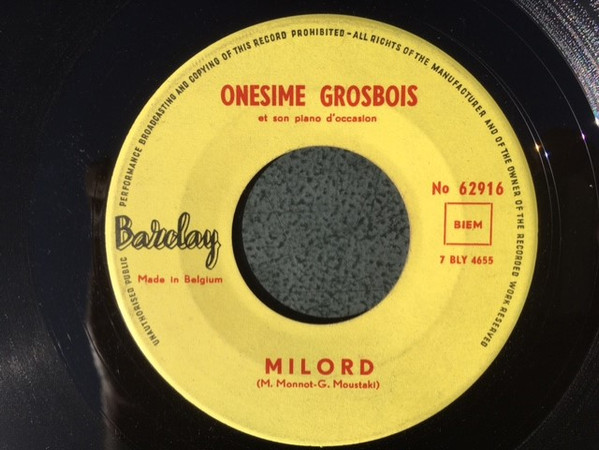 UNAUTHORISED PUBLIC PERFORMANCE BROADCASTING AND COPYING OF THIS RECORD PROHIBITED-ALL RIGHTS OF THE MANUFACTURER AND OF THE OWNER OF THE RECORDED WORK RESERVED
ONESIME GROSBOIS
et son piano d'occasion
No 62916
BIEM
7 BLY 4655
Barclay
Made in Belgium
MILORD
(M. Monnot-G. Moustaki)